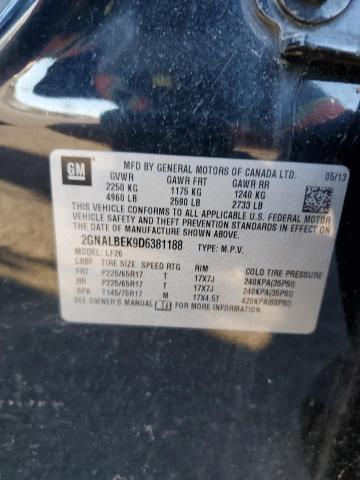 GM
MFD BY GENERAL MOTORS OF CANADA LTD. 05/13
GVWR GAWR FRT GAWR RR
2250 KG 1175 KG 1240 KG
4960 LB 2590 LB 2733 LB
THIS VEHICLE CONFORMS TO ALL APPLICABLE U.S. FEDERAL MOTOR
VEHICLE SAFETY AND THEFT PREVENTION STANDARDS IN EFFECT ON
THE DATE OF MANUFACTURE SHOWN ABOVE.
2GNALBEK9D6381188 TYPE: M.P.V.
MODEL: LF26
LBBF TIRE SIZE SPEED RTG RIM COLD TIRE PRESSURE
FRT P225/65R17 T 17X7J 240KPA(35PSI)
RR P225/65R17 T 17X7J 240KPA(35PSI)
SPA T145/70R17 M 17X4.5T 420KPA(60PSI)
SEE OWNER'S MANUAL